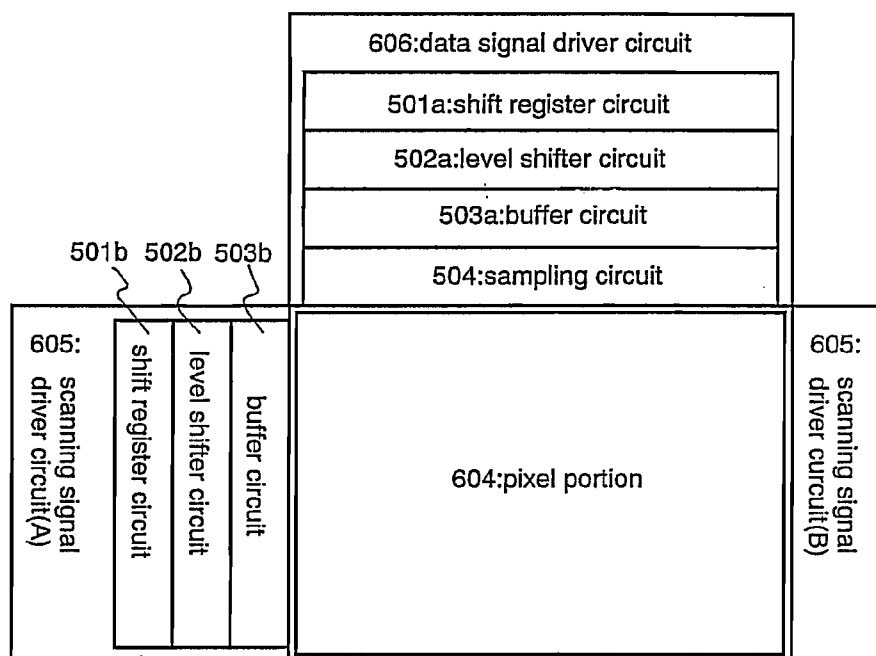 606:data signal driver circuit
501a:shift register circuit
502a:level shifter circuit
503a:buffer circuit
504:sampling circuit
501b 502b 503b
605:
scanning signal
driver circuit(A)
shift register circuit
level shifter circuit
buffer circuit
604:pixel portion
605:
scanning signal
driver curcuit(B)